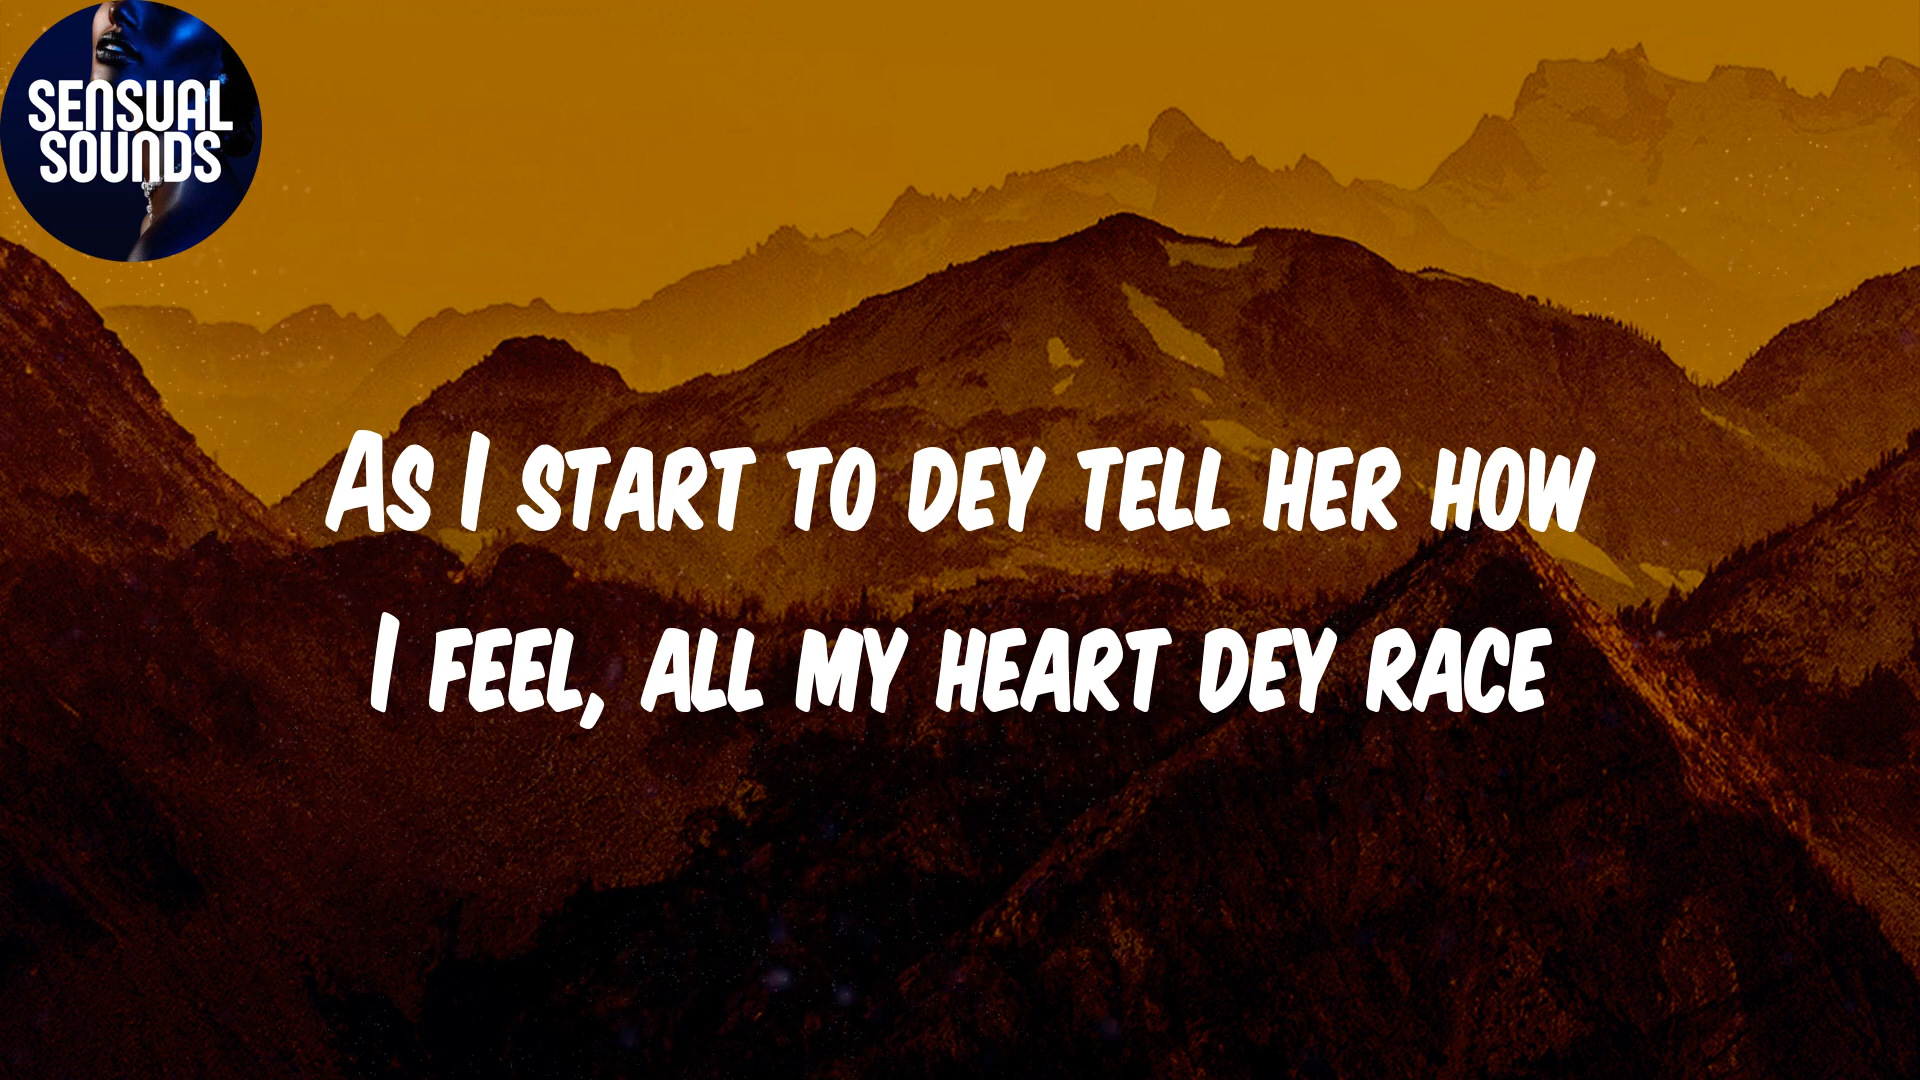 SENSUAL
SOUNDS
As I start to dey tell her how
I feel, all my heart dey race